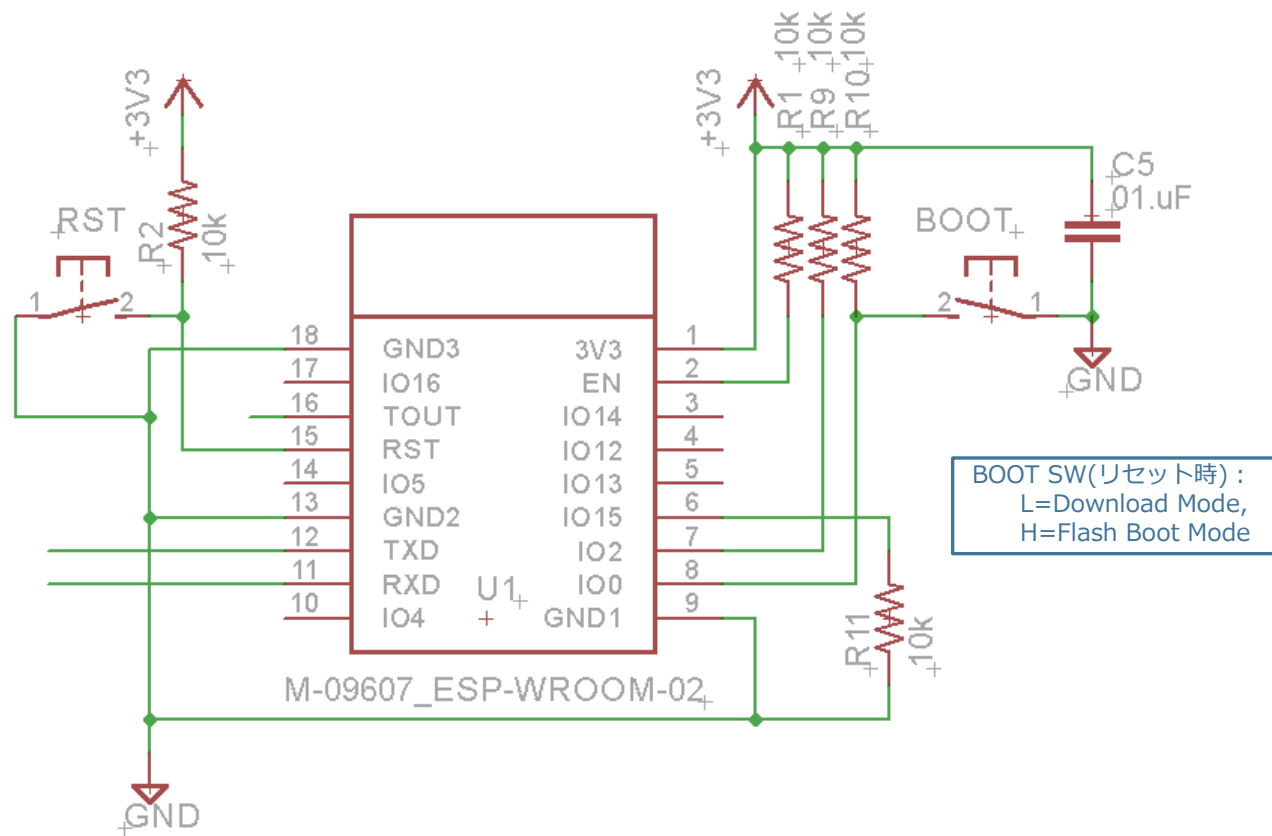 +3V3
R2
10k
RST
1
2
+3V3
R1
10k
R9
10k
R10
10k
C5
01.uF
BOOT
2
1
GND
18
GND3
17
IO16
16
TOUT
15
RST
14
IO5
13
GND2
12
TXD
11
RXD
10
IO4
3V3
1
EN
2
IO14
3
IO12
4
IO13
5
IO15
6
IO2
7
IO0
8
GND1
9
U1
M-09607_ESP-WROOM-02
R11
10k
GND
BOOT SW(リセット時) :
L=Download Mode,
H=Flash Boot Mode